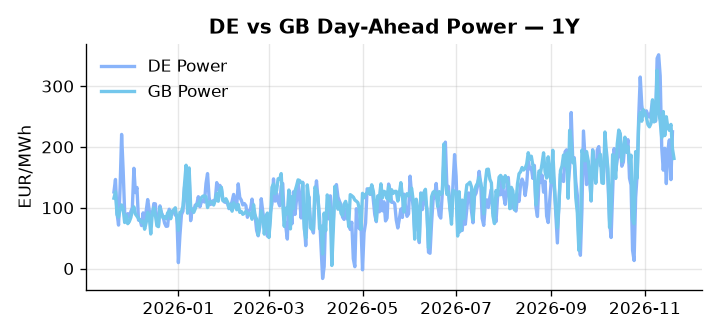 DE vs GB Day-Ahead Power — 1Y
DE Power
GB Power
EUR/MWh
300
200
100
0
2026-01
2026-03
2026-05
2026-07
2026-09
2026-11